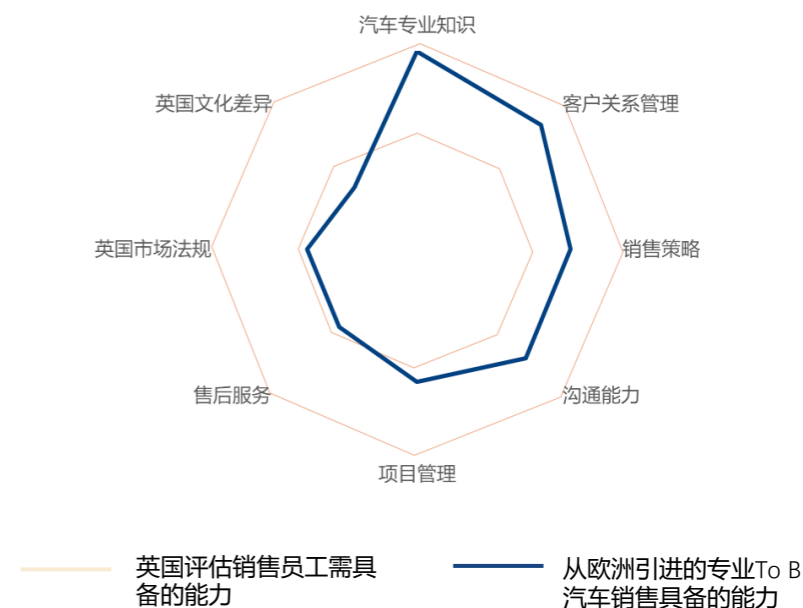 汽车专业知识
英国文化差异
客户关系管理
英国市场法规
销售策略
售后服务
沟通能力
项目管理
英国评估销售员工需具
备的能力
从欧洲引进的专业To B
汽车销售具备的能力